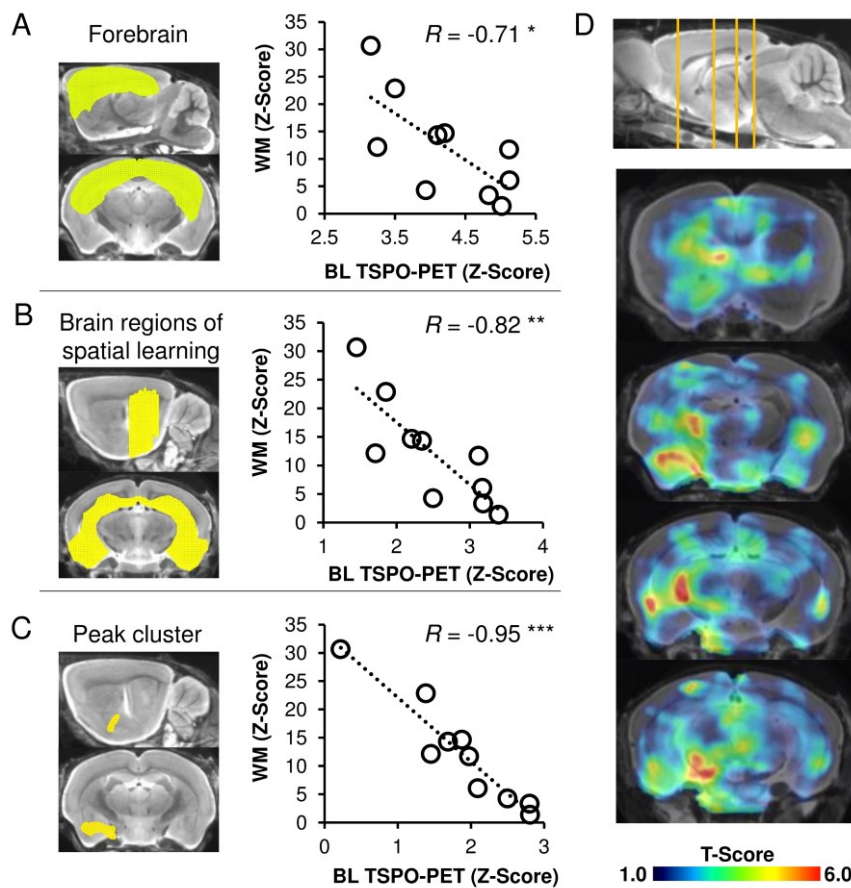 A
Forebrain
R = -0.71 *
WM (Z-Score)
35
30
25
20
15
10
5
0
2.5 3.5 4.5 5.5
BL TSPO-PET (Z-Score)
B
Brain regions of
spatial learning
R = -0.82 **
WM (Z-Score)
35
30
25
20
15
10
5
0
1 2 3 4
BL TSPO-PET (Z-Score)
C
Peak cluster
R = -0.95 ***
WM (Z-Score)
35
30
25
20
15
10
5
0
0 1 2 3
BL TSPO-PET (Z-Score)
D
T-Score
1.0 6.0